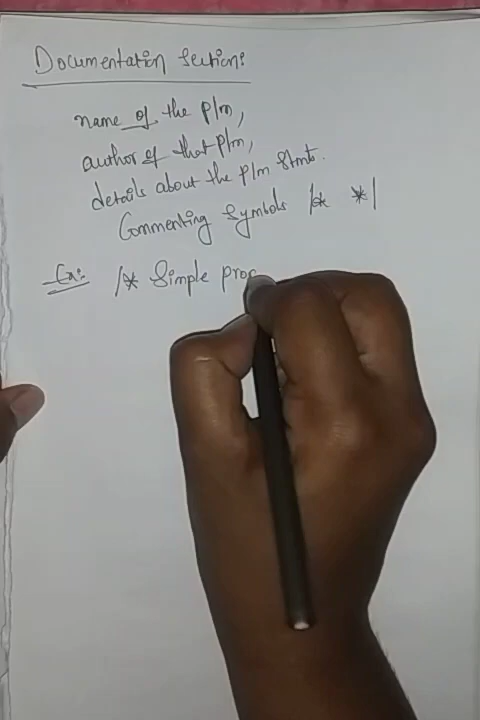 Documentation Section:
name of the p/m,
author of that p/m,
details about the p/m Stmts.
Commenting Symbols /* */
Ex: /* Simple prog